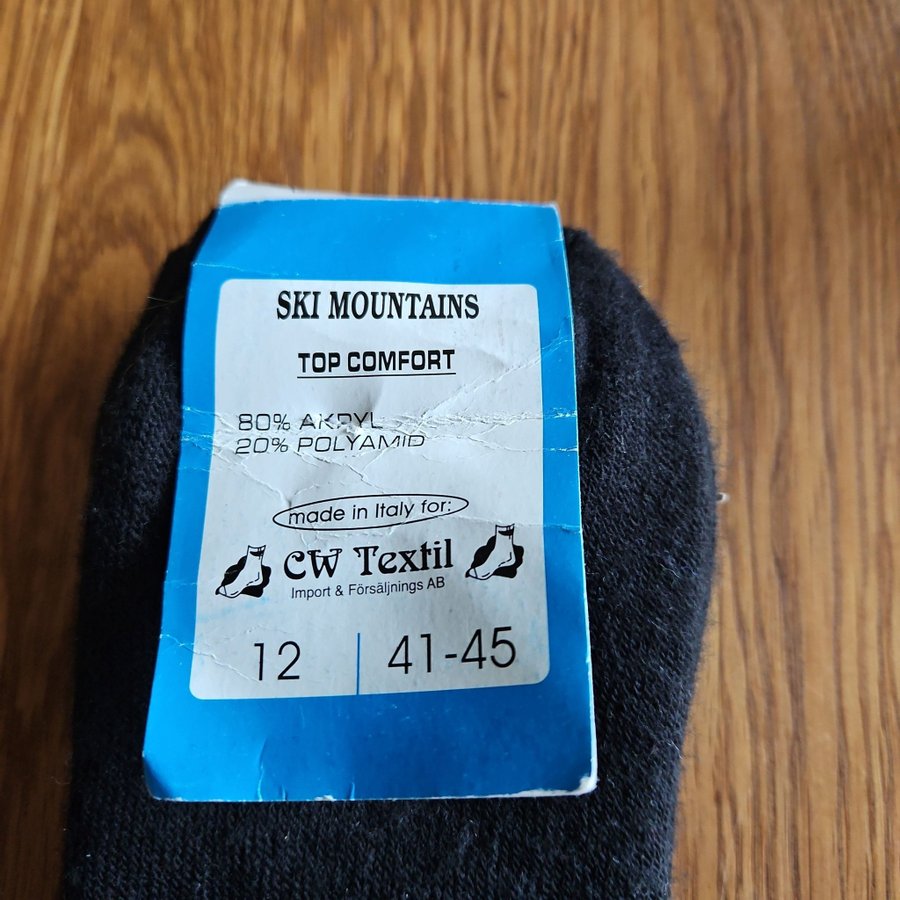 SKI MOUNTAINS
TOP COMFORT
80% AKRYL
20% POLYAMID
made in Italy for:
CW Textil
Import & Försäljnings AB
12 41-45